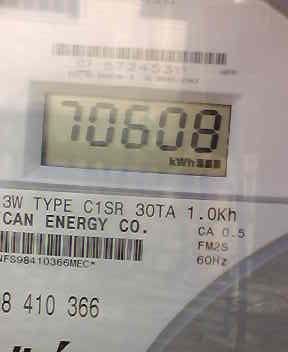 70608
kWh
3W TYPE C1SR 30TA 1.0Kh
CAN ENERGY CO.
CA 0.5
FM2S
60Hz
NFS98410366MEC*
8 410 366